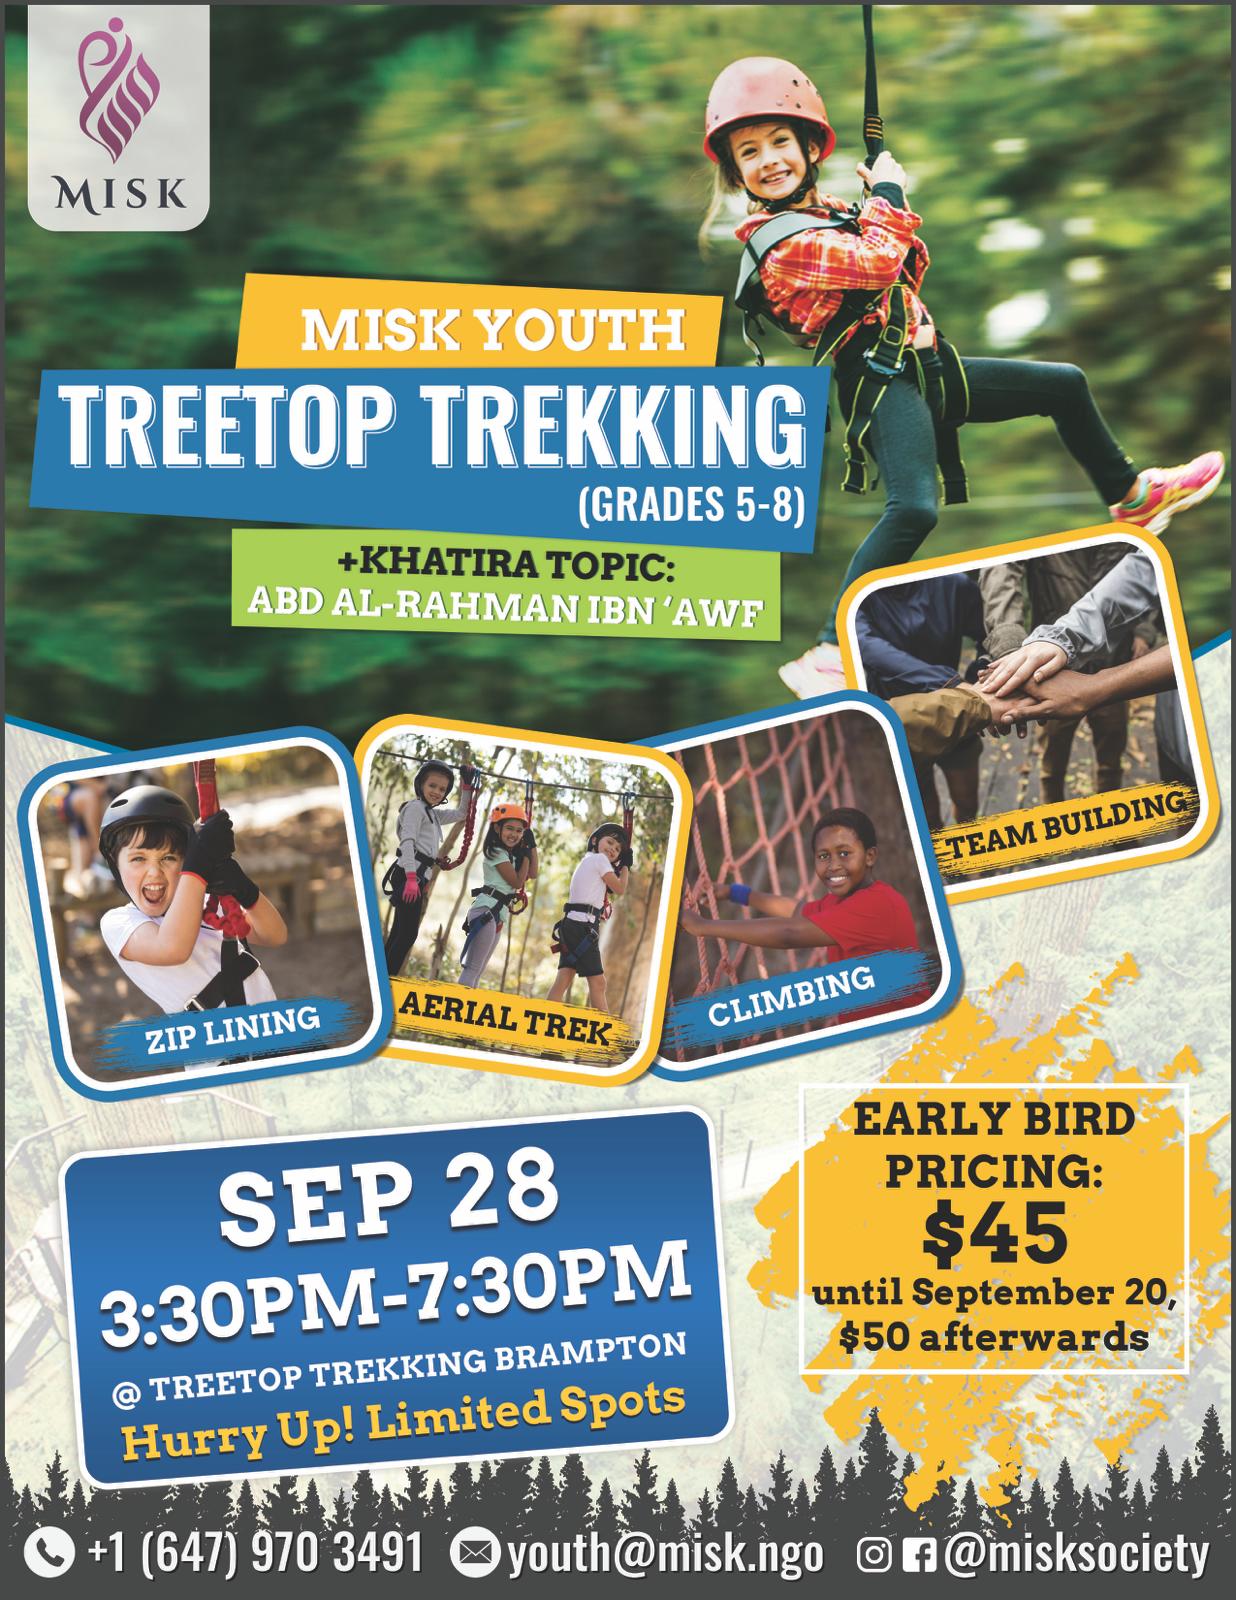 MISK
MISK YOUTH
TREETOP TREKKING
(GRADES 5-8)
+KHATIRA TOPIC:
ABD AL-RAHMAN IBN ‘AWF
TEAM BUILDING
ZIP LINING
AERIAL TREK
CLIMBING
SEP 28
3:30PM-7:30PM
@ TREETOP TREKKING BRAMPTON
Hurry Up! Limited Spots
EARLY BIRD
PRICING:
$45
until September 20,
$50 afterwards
+1 (647) 970 3491 youth@misk.ngo @misksociety